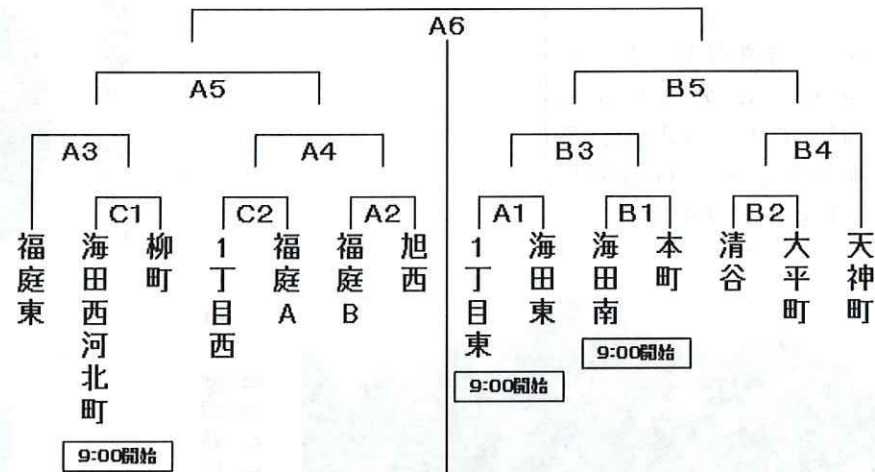 A6
A5
B5
A3
A4
B3
B4
C1
C2
A2
A1
B1
B2
福庭東
海田西河北町
柳町
1丁目西
福庭A
福庭B
旭西
1丁目東
海田東
海田南
本町
清谷
大平町
天神町
9:00開始
9:00開始
9:00開始